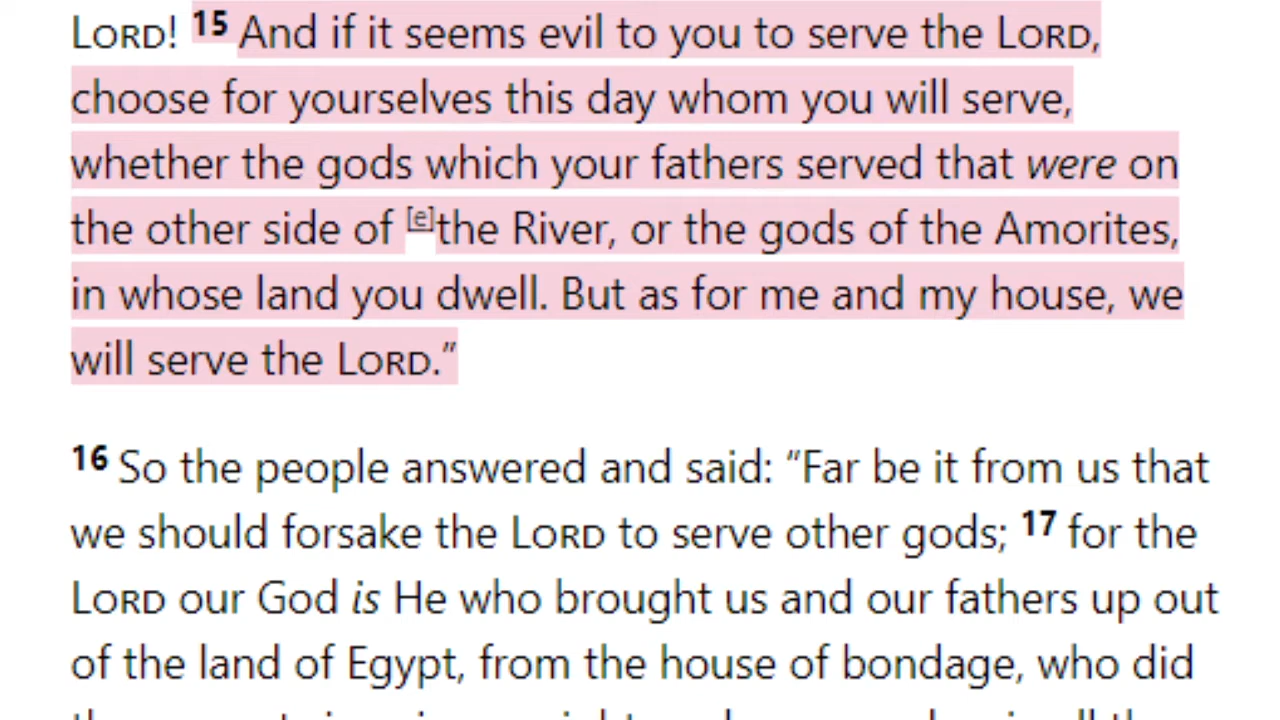 LORD! 15 And if it seems evil to you to serve the LORD,
choose for yourselves this day whom you will serve,
whether the gods which your fathers served that were on
the other side of [e]the River, or the gods of the Amorites,
in whose land you dwell. But as for me and my house, we
will serve the LORD.”
16 So the people answered and said: “Far be it from us that
we should forsake the LORD to serve other gods; 17 for the
LORD our God is He who brought us and our fathers up out
of the land of Egypt, from the house of bondage, who did